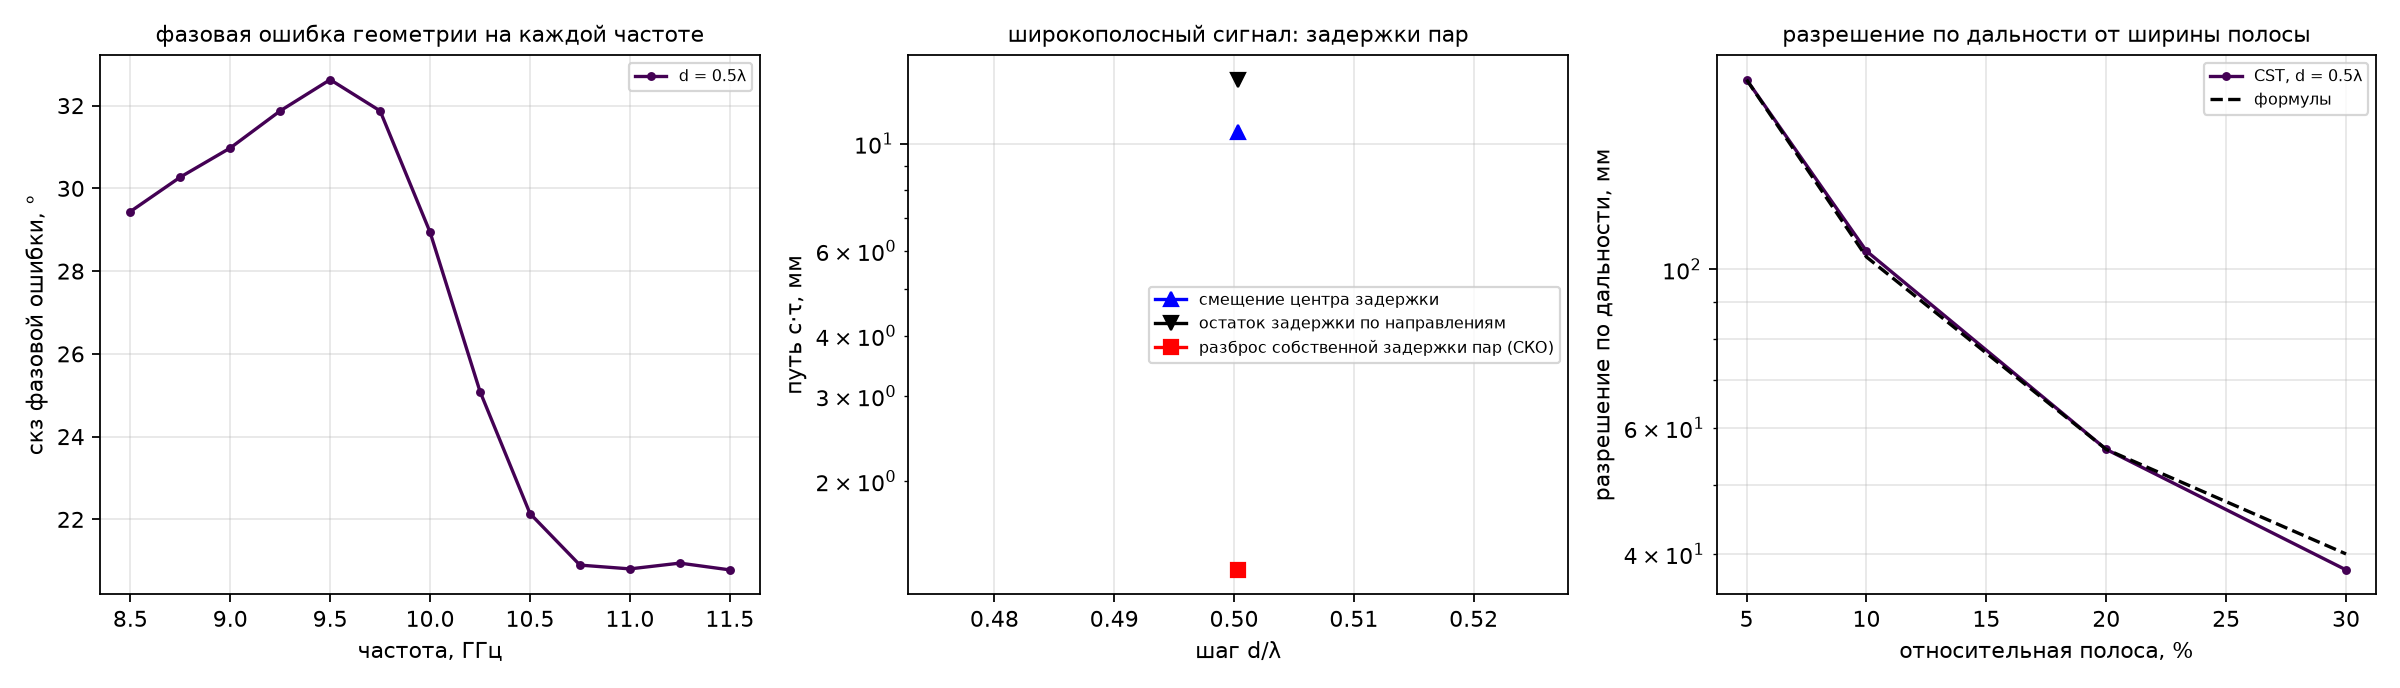 фазовая ошибка геометрии на каждой частоте
скз фазовой ошибки, °
32
30
28
26
24
22
d = 0.5λ
8.5 9.0 9.5 10.0 10.5 11.0 11.5
частота, ГГц
широкополосный сигнал: задержки пар
путь c·τ, мм
10¹
6 × 10⁰
4 × 10⁰
3 × 10⁰
2 × 10⁰
смещение центра задержки
остаток задержки по направлениям
разброс собственной задержки пар (СКО)
0.48 0.49 0.50 0.51 0.52
шаг d/λ
разрешение по дальности от ширины полосы
разрешение по дальности, мм
10²
6 × 10¹
4 × 10¹
CST, d = 0.5λ
формулы
5 10 15 20 25 30
относительная полоса, %